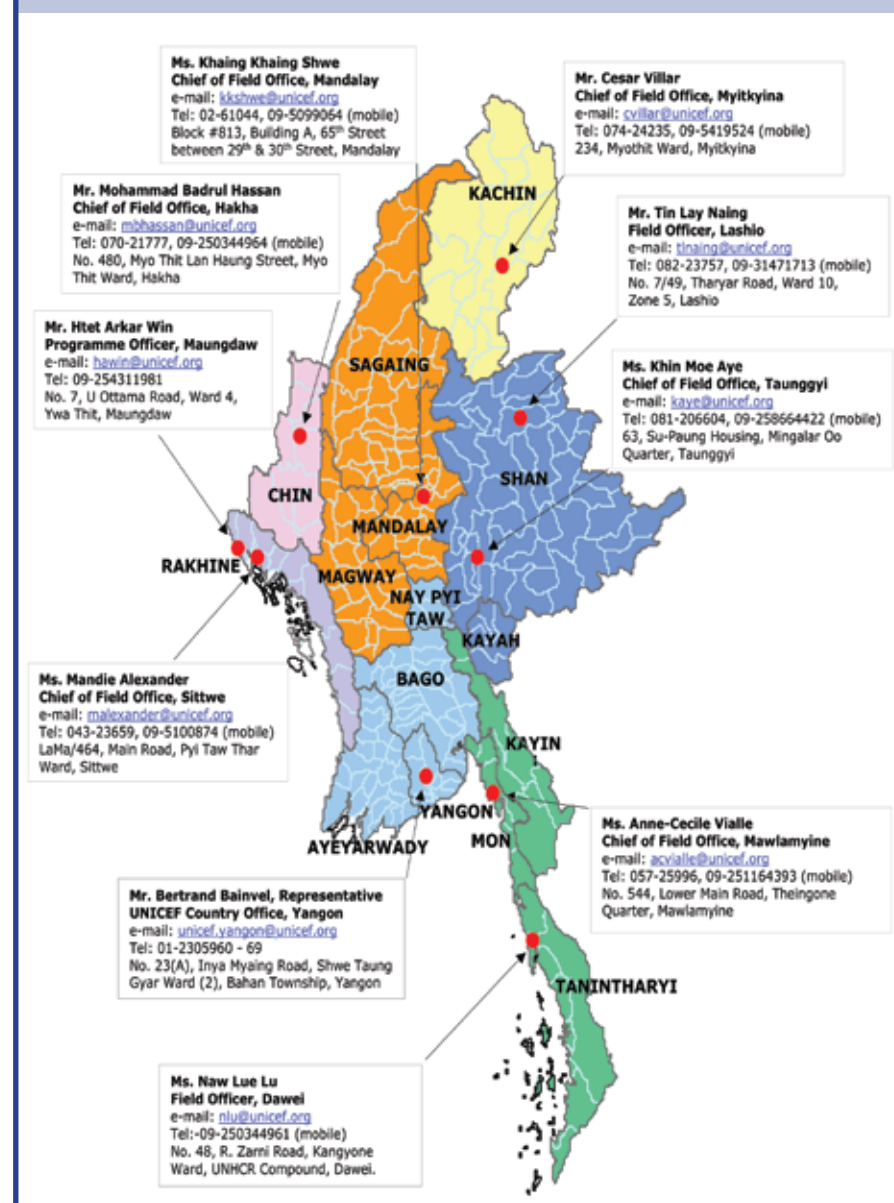 Ms. Khaing Khaing Shwe
Chief of Field Office, Mandalay
e-mail: kkshwe@unicef.org
Tel: 02-61044, 09-5099064 (mobile)
Block #813, Building A, 65th Street
between 29th & 30th Street, Mandalay
Mr. Cesar Villar
Chief of Field Office, Myitkyina
e-mail: cvillar@unicef.org
Tel: 074-24235, 09-5419524 (mobile)
234, Myothit Ward, Myitkyina
Mr. Mohammad Badrul Hassan
Chief of Field Office, Hakha
e-mail: mbhassan@unicef.org
Tel: 070-21777, 09-250344964 (mobile)
No. 480, Myo Thit Lan Haung Street, Myo
Thit Ward, Hakha
Mr. Tin Lay Naing
Field Officer, Lashio
e-mail: tlnaing@unicef.org
Tel: 082-23757, 09-31471713 (mobile)
No. 7/49, Tharyar Road, Ward 10,
Zone 5, Lashio
Mr. Htet Arkar Win
Programme Officer, Maungdaw
e-mail: hawin@unicef.org
Tel: 09-254311981
No. 7, U Ottama Road, Ward 4,
Ywa Thit, Maungdaw
Ms. Khin Moe Aye
Chief of Field Office, Taunggyi
e-mail: kaye@unicef.org
Tel: 081-206604, 09-258664422 (mobile)
63, Su-Paung Housing, Mingalar Oo
Quarter, Taunggyi
KACHIN
SAGAING
SHAN
CHIN
MANDALAY
RAKHINE
MAGWAY
NAY PYI
TAW
KAYAH
BAGO
KAYIN
YANGON
MON
AYEYARWADY
TANINTHARYI
Ms. Mandie Alexander
Chief of Field Office, Sittwe
e-mail: malexander@unicef.org
Tel: 043-23659, 09-5100874 (mobile)
LaMa/464, Main Road, Pyi Taw Thar
Ward, Sittwe
Ms. Anne-Cecile Vialle
Chief of Field Office, Mawlamyine
e-mail: acvialle@unicef.org
Tel: 057-25996, 09-251164393 (mobile)
No. 544, Lower Main Road, Theingone
Quarter, Mawlamyine
Mr. Bertrand Bainvel, Representative
UNICEF Country Office, Yangon
e-mail: unicef.yangon@unicef.org
Tel: 01-2305960 - 69
No. 23(A), Inya Myaing Road, Shwe Taung
Gyar Ward (2), Bahan Township, Yangon
Ms. Naw Lue Lu
Field Officer, Dawei
e-mail: nlu@unicef.org
Tel:-09-250344961 (mobile)
No. 48, R. Zarni Road, Kangyone
Ward, UNHCR Compound, Dawei.